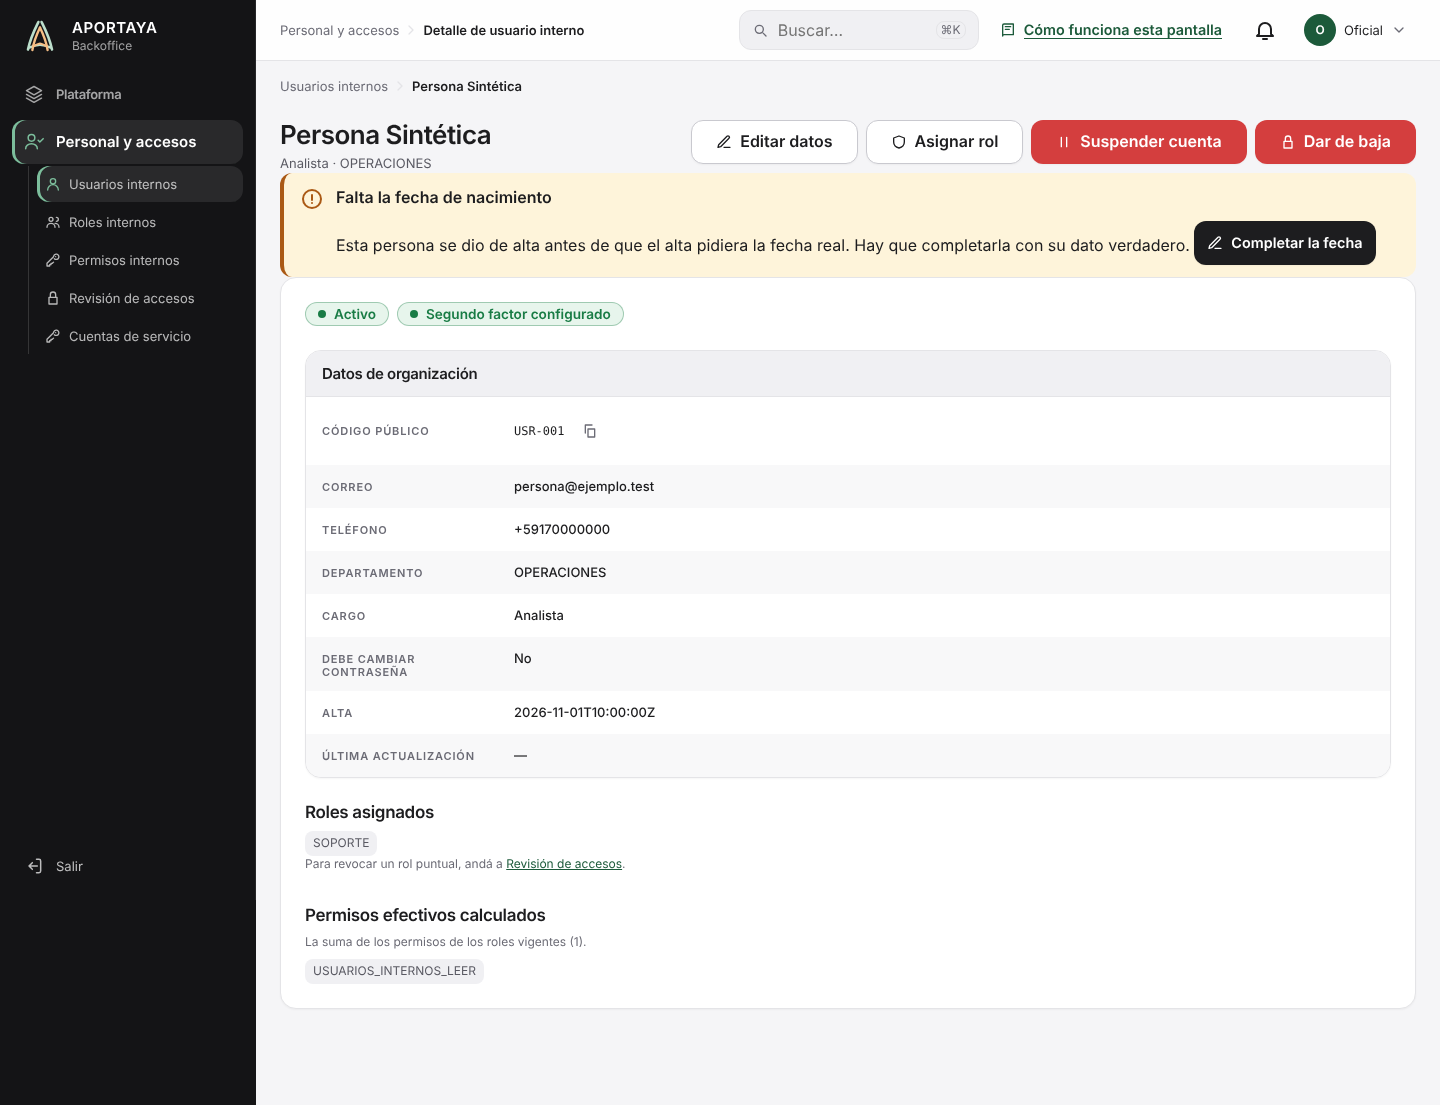 APORTAYA
Backoffice
Plataforma
Personal y accesos
Usuarios internos
Roles internos
Permisos internos
Revisión de accesos
Cuentas de servicio
Salir
Personal y accesos > Detalle de usuario interno
Buscar... ⌘K
Cómo funciona esta pantalla
O Oficial
Usuarios internos > Persona Sintética
Persona Sintética
Analista · OPERACIONES
Editar datos
Asignar rol
Suspender cuenta
Dar de baja
Falta la fecha de nacimiento
Esta persona se dio de alta antes de que el alta pidiera la fecha real. Hay que completarla con su dato verdadero.
Completar la fecha
Activo
Segundo factor configurado
Datos de organización
CÓDIGO PÚBLICO USR-001
CORREO persona@ejemplo.test
TELÉFONO +59170000000
DEPARTAMENTO OPERACIONES
CARGO Analista
DEBE CAMBIAR CONTRASEÑA No
ALTA 2026-11-01T10:00:00Z
ÚLTIMA ACTUALIZACIÓN —
Roles asignados
SOPORTE
Para revocar un rol puntual, andá a Revisión de accesos.
Permisos efectivos calculados
La suma de los permisos de los roles vigentes (1).
USUARIOS_INTERNOS_LEER